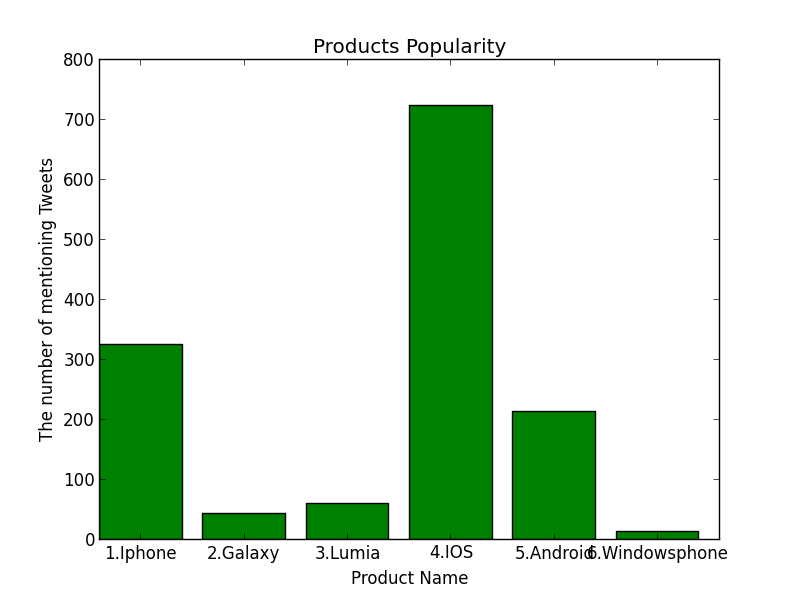 Products Popularity
800
700
600
500
400
300
200
100
0
The number of mentioning Tweets
1.Iphone 2.Galaxy 3.Lumia 4.IOS 5.Android 6.Windowsphone
Product Name